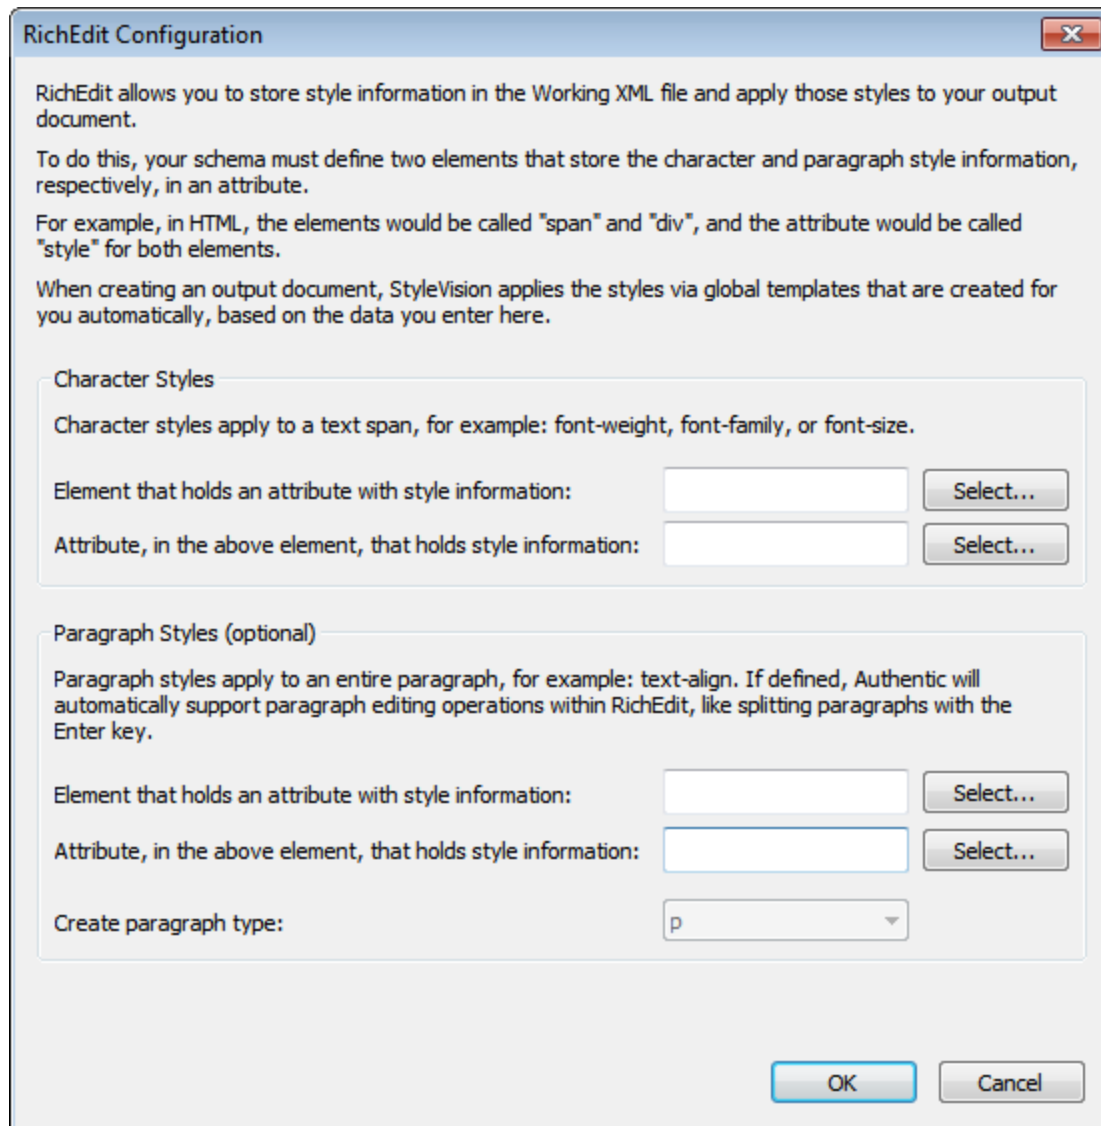 RichEdit Configuration
RichEdit allows you to store style information in the Working XML file and apply those styles to your output
document.
To do this, your schema must define two elements that store the character and paragraph style information,
respectively, in an attribute.
For example, in HTML, the elements would be called "span" and "div", and the attribute would be called
"style" for both elements.
When creating an output document, StyleVision applies the styles via global templates that are created for
you automatically, based on the data you enter here.
Character Styles
Character styles apply to a text span, for example: font-weight, font-family, or font-size.
Element that holds an attribute with style information: Select...
Attribute, in the above element, that holds style information: Select...
Paragraph Styles (optional)
Paragraph styles apply to an entire paragraph, for example: text-align. If defined, Authentic will
automatically support paragraph editing operations within RichEdit, like splitting paragraphs with the
Enter key.
Element that holds an attribute with style information: Select...
Attribute, in the above element, that holds style information: Select...
Create paragraph type: p
OK Cancel